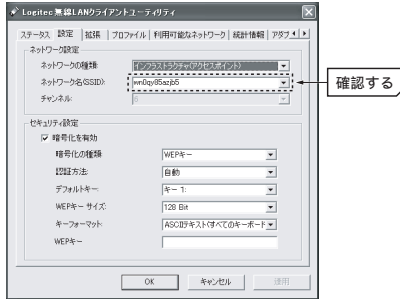 Logitec 無線LANクライアントユーティリティ
ステータス 設定 拡張 プロファイル 利用可能なネットワーク 統計情報 アダプ
ネットワク設定
ネットワークの種類:
インフラストラクチャ(アクセスポイント)
ネットワーク名(SSID):
wn0qy85azjb5
確認する
チャンネル:
6
セキュリティ設定
暗号化を有効
暗号化の種類
WEPキー
認証方法:
自動
デフォルトキー:
キー 1:
WEPキー サイズ:
128 Bit
キーフォーマット:
ASCIIテキスト(すべてのキーボード
WEPキー
OK キャンセル 適用